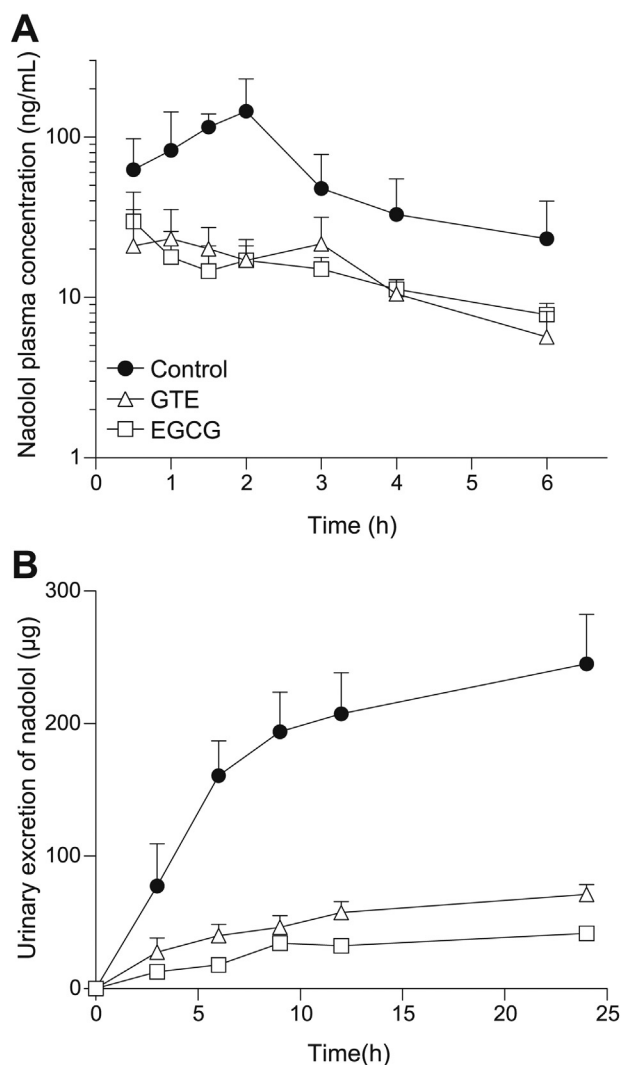 A
Nadolol plasma concentration (ng/mL)
100
10
1
Control
GTE
EGCG
0 1 2 3 4 5 6
Time (h)
B
Urinary excretion of nadolol (μg)
300
200
100
0
0 5 10 15 20 25
Time(h)